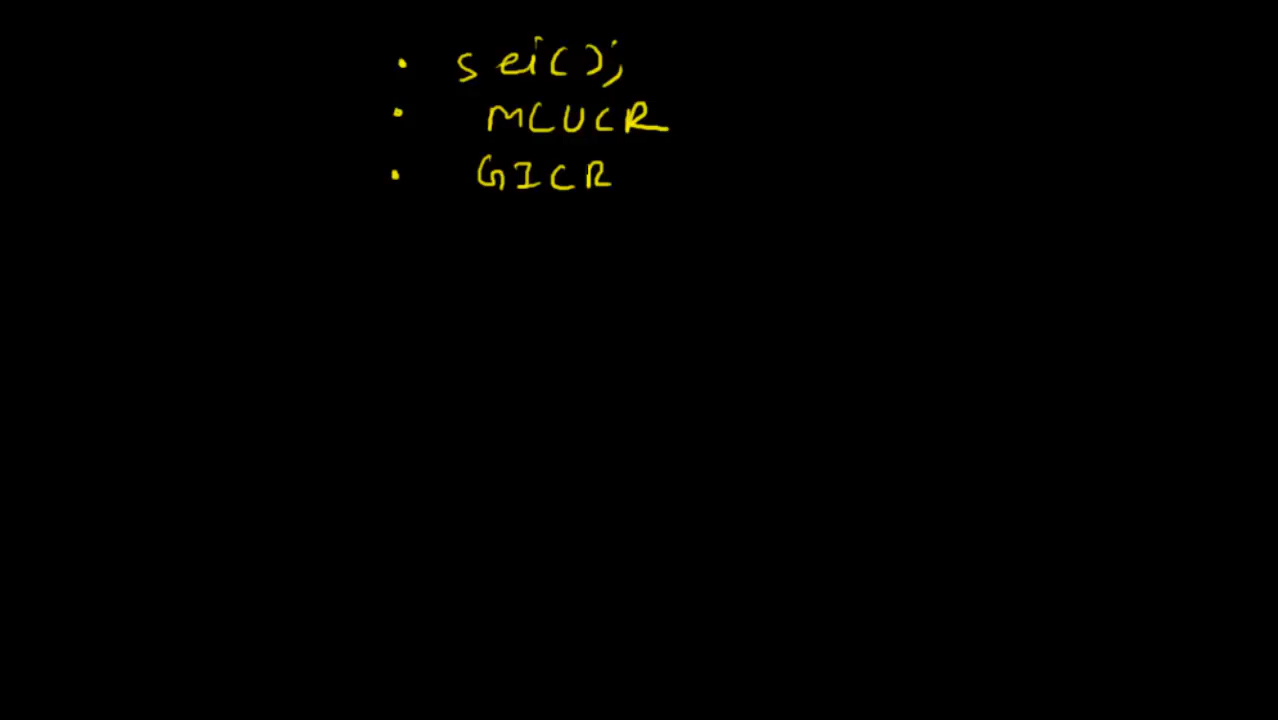 • sei();
• MCUCR
• GICR